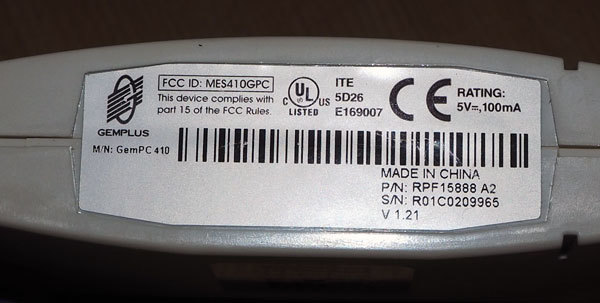 GEMPLUS
M/N: GemPC 410
FCC ID: MES410GPC
This device complies with
part 15 of the FCC Rules.
C UL US
LISTED
ITE
5D26
E169007
CE
RATING:
5V⎓,100mA
MADE IN CHINA
P/N: RPF15888 A2
S/N: R01C0209965
V 1.21